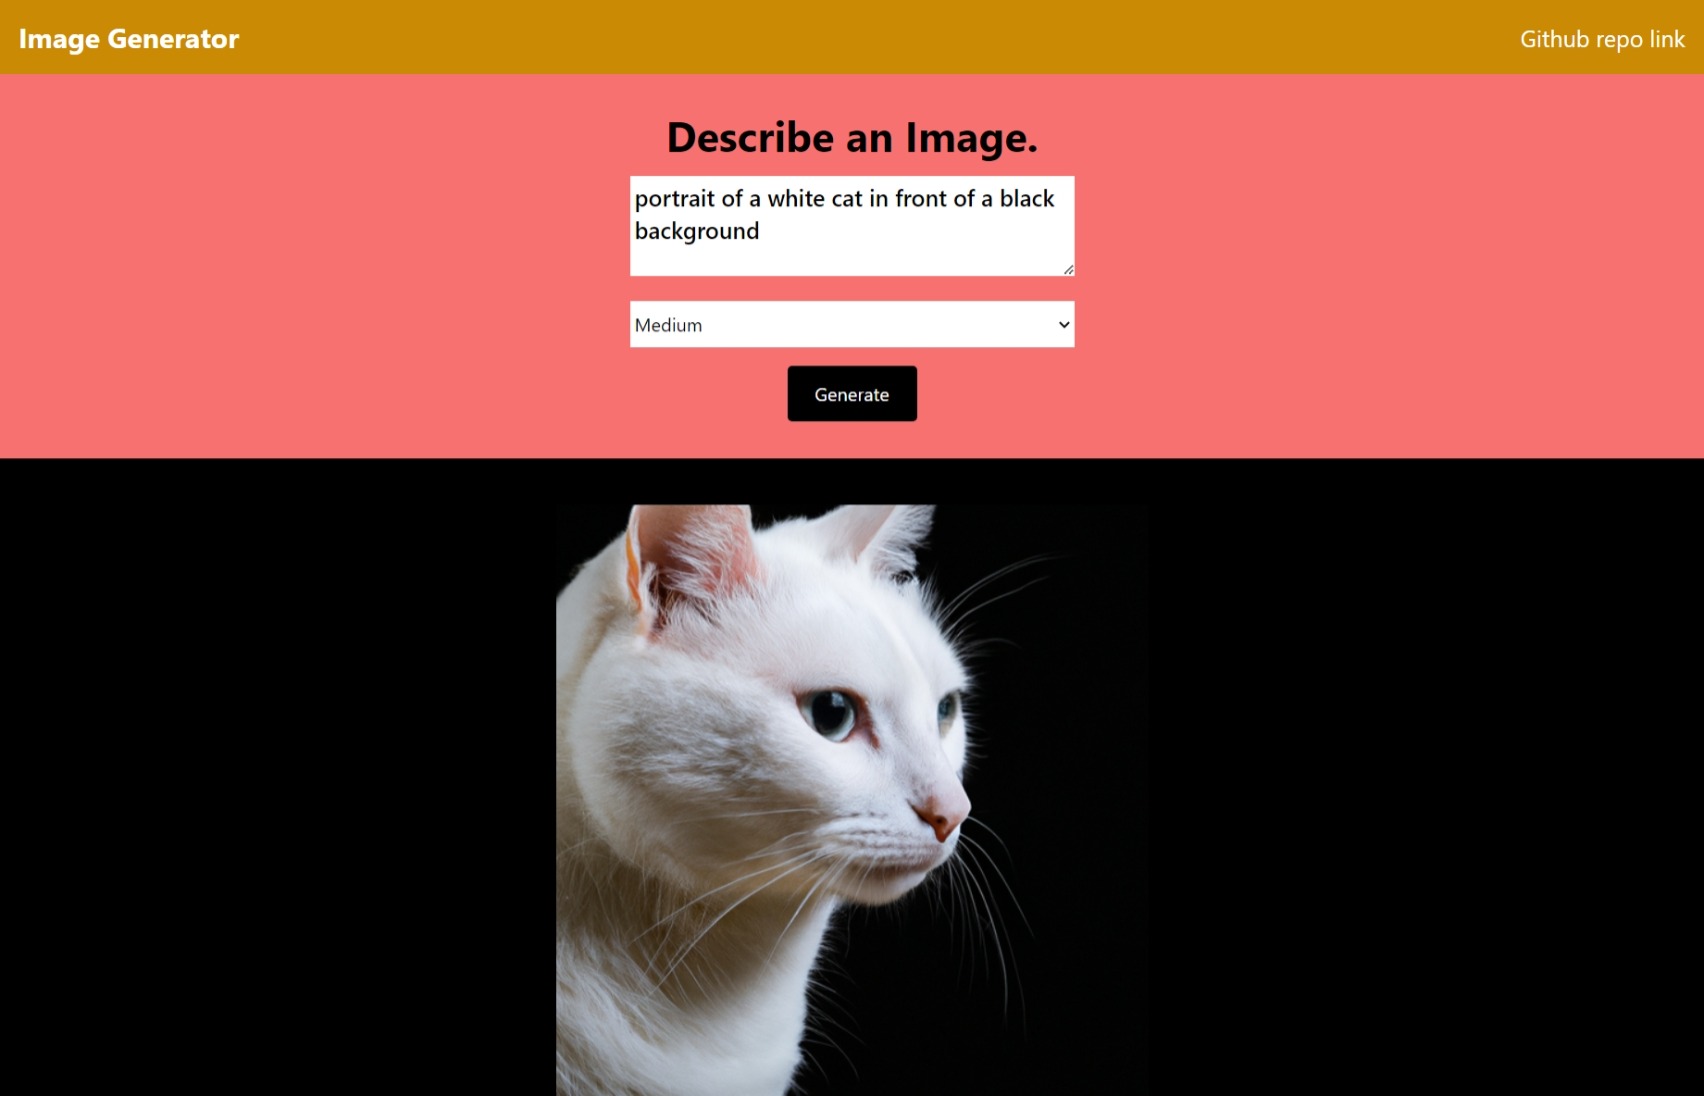 Image Generator
Github repo link
Describe an Image.
portrait of a white cat in front of a black
background
Medium
Generate